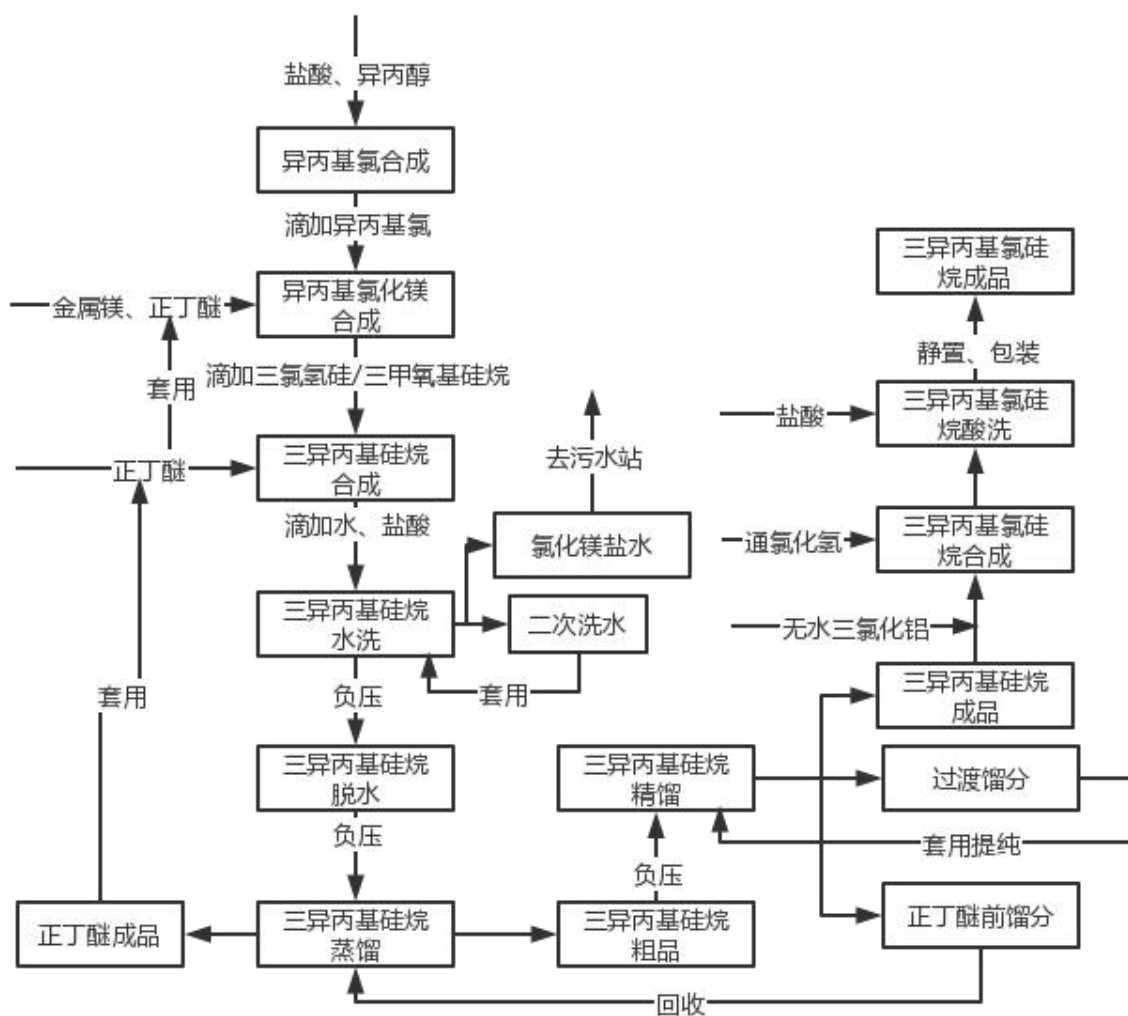 盐酸、异丙醇
异丙基氯合成
滴加异丙基氯
金属镁、正丁醚
异丙基氯化镁
合成
套用
滴加三氯氢硅/三甲氧基硅烷
正丁醚
三异丙基硅烷
合成
滴加水、盐酸
去污水站
氯化镁盐水
三异丙基硅烷
水洗
二次洗水
套用
负压
套用
三异丙基硅烷
脱水
负压
正丁醚成品
三异丙基硅烷
蒸馏
三异丙基硅烷
粗品
负压
三异丙基硅烷
精馏
三异丙基氯硅
烷成品
静置、包装
盐酸
三异丙基氯硅
烷酸洗
通氯化氢
三异丙基氯硅
烷合成
无水三氯化铝
三异丙基硅烷
成品
过渡馏分
套用提纯
正丁醚前馏分
回收